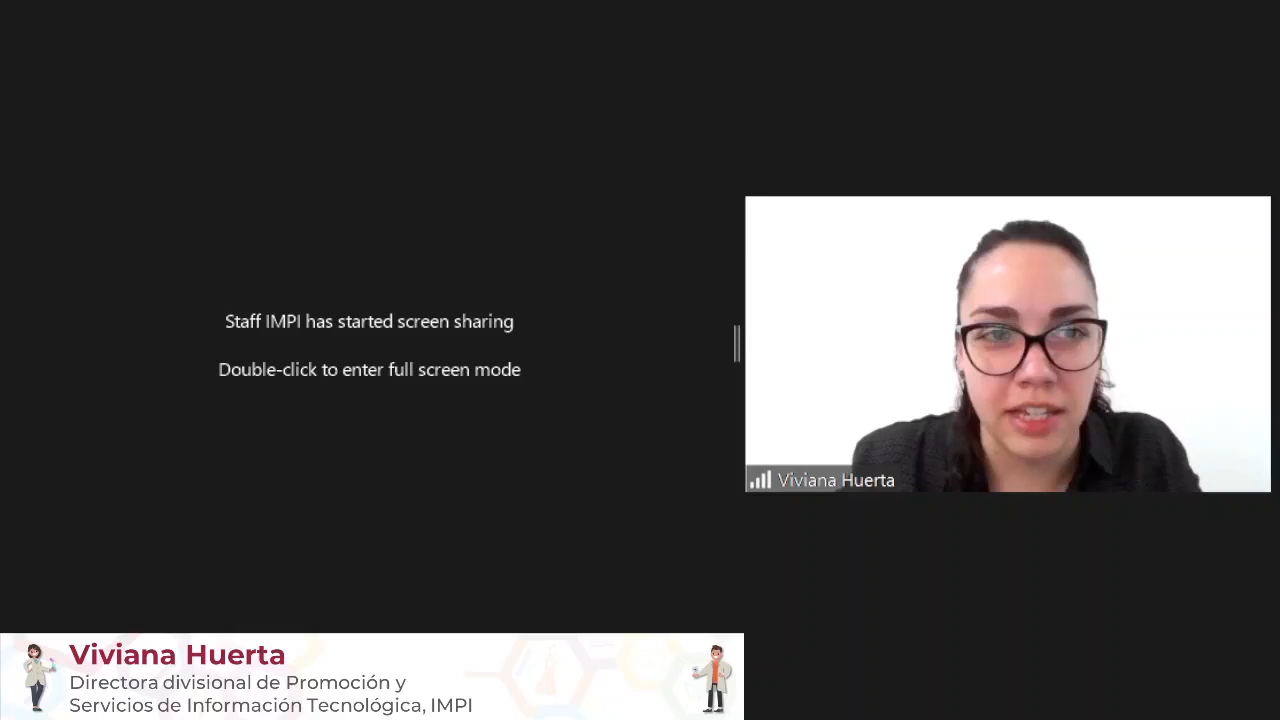 Staff IMPI has started screen sharing
Double-click to enter full screen mode
Viviana Huerta
Viviana Huerta
Directora divisional de Promoción y
Servicios de Información Tecnológica, IMPI